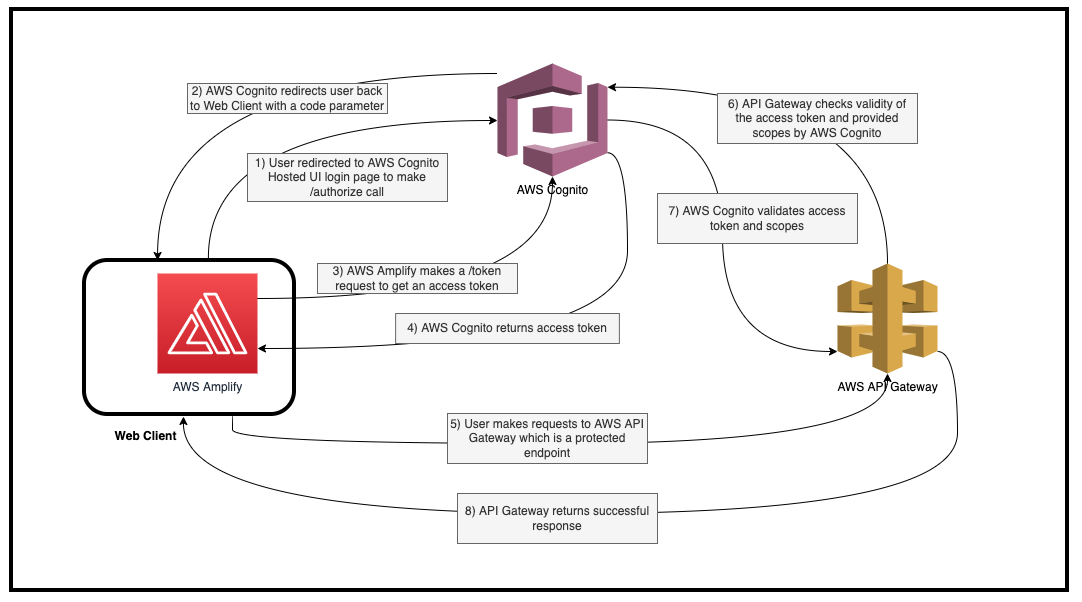 2) AWS Cognito redirects user back
to Web Client with a code parameter
6) API Gateway checks validity of
the access token and provided
scopes by AWS Cognito
1) User redirected to AWS Cognito
Hosted UI login page to make
/authorize call
AWS Cognito
7) AWS Cognito validates access
token and scopes
3) AWS Amplify makes a /token
request to get an access token
4) AWS Cognito returns access token
AWS Amplify
AWS API Gateway
Web Client
5) User makes requests to AWS API
Gateway which is a protected
endpoint
8) API Gateway returns successful
response